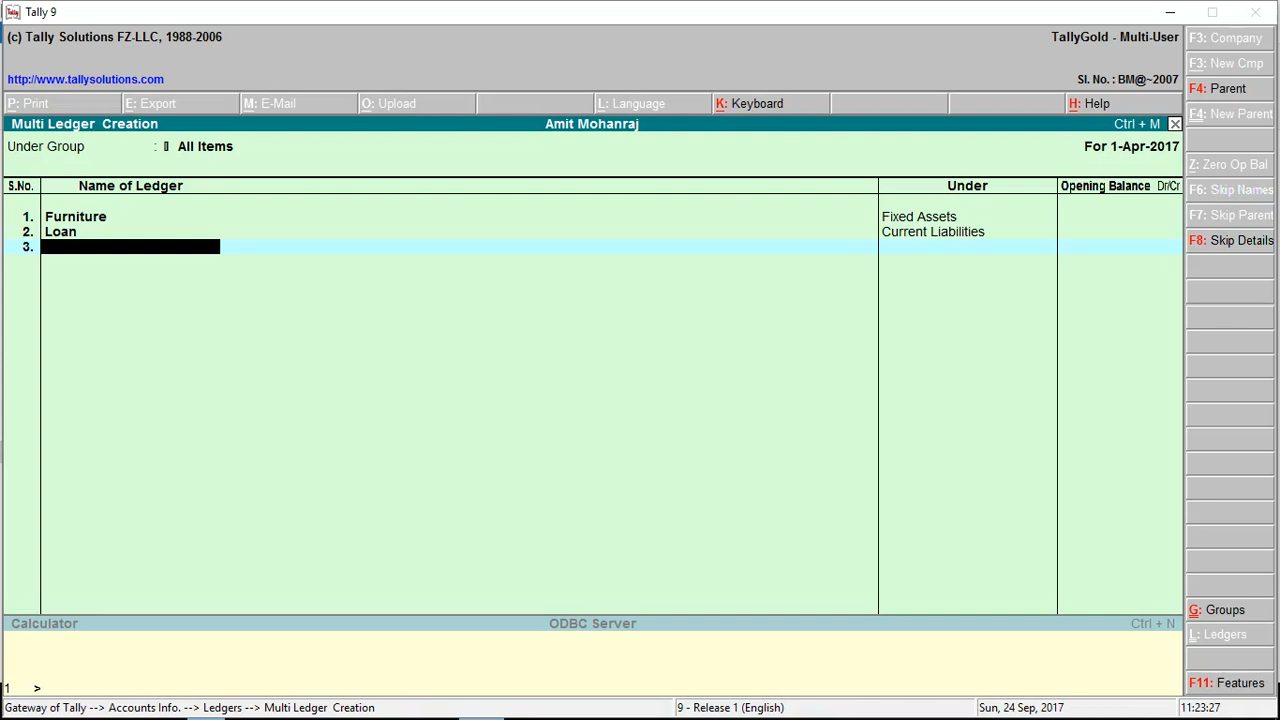 Tally 9
(c) Tally Solutions FZ-LLC, 1988-2006
TallyGold - Multi-User
http://www.tallysolutions.com
Sl. No. : BM@~2007
P: Print
E: Export
M: E-Mail
O: Upload
L: Language
K: Keyboard
H: Help
Multi Ledger Creation
Amit Mohanraj
Ctrl + M
Under Group : All Items
For 1-Apr-2017
S.No. Name of Ledger Under Opening Balance Dr/Cr
1. Furniture Fixed Assets
2. Loan Current Liabilities
3.
F3: Company
F3: New Cmp
F4: Parent
F4: New Parent
Z: Zero Op Bal
F6: Skip Names
F7: Skip Parent
F8: Skip Details
G: Groups
L: Ledgers
F11: Features
Calculator
ODBC Server
Ctrl + N
1 >
Gateway of Tally --> Accounts Info. --> Ledgers --> Multi Ledger Creation
9 - Release 1 (English)
Sun, 24 Sep, 2017
11:23:27